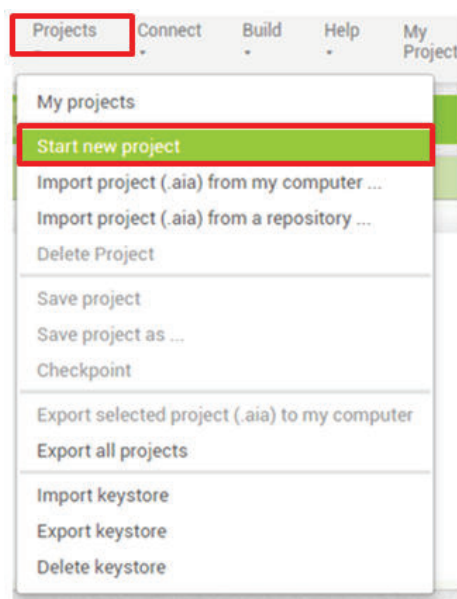 Projects Connect Build Help My
Project
My projects
Start new project
Import project (.aia) from my computer ...
Import project (.aia) from a repository ...
Delete Project
Save project
Save project as ...
Checkpoint
Export selected project (.aia) to my computer
Export all projects
Import keystore
Export keystore
Delete keystore